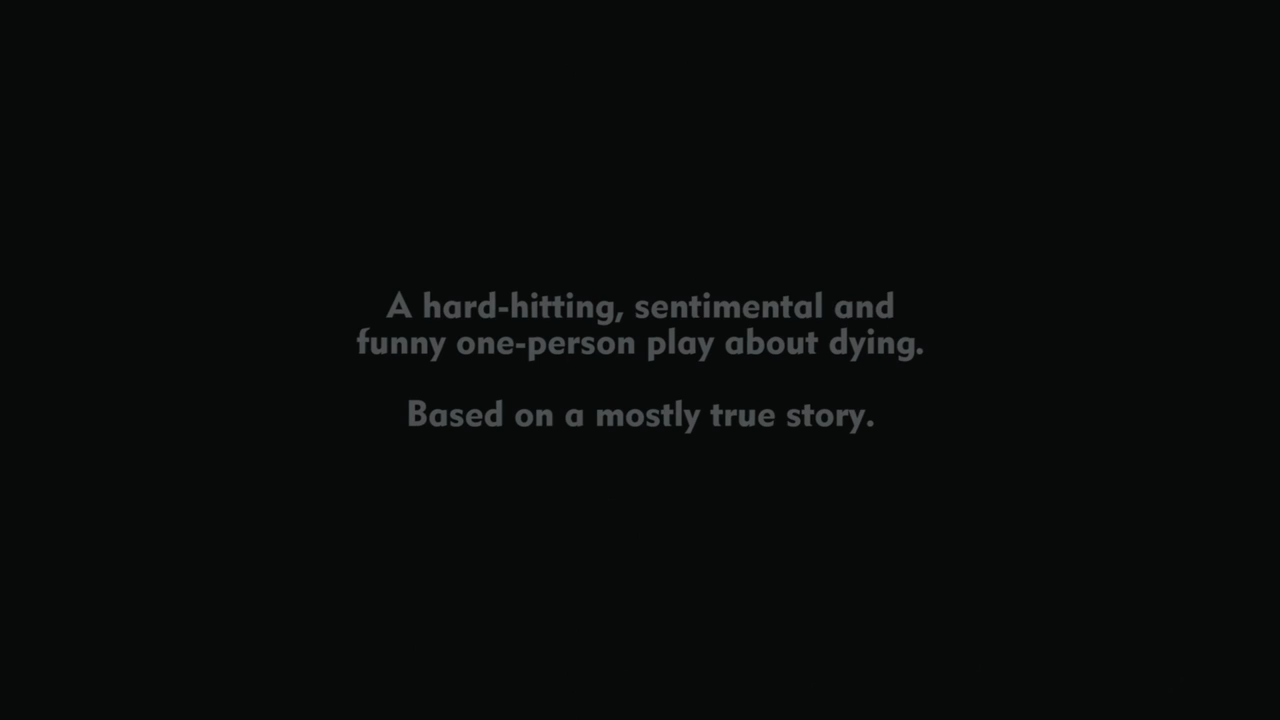 A hard-hitting, sentimental and
funny one-person play about dying.
Based on a mostly true story.